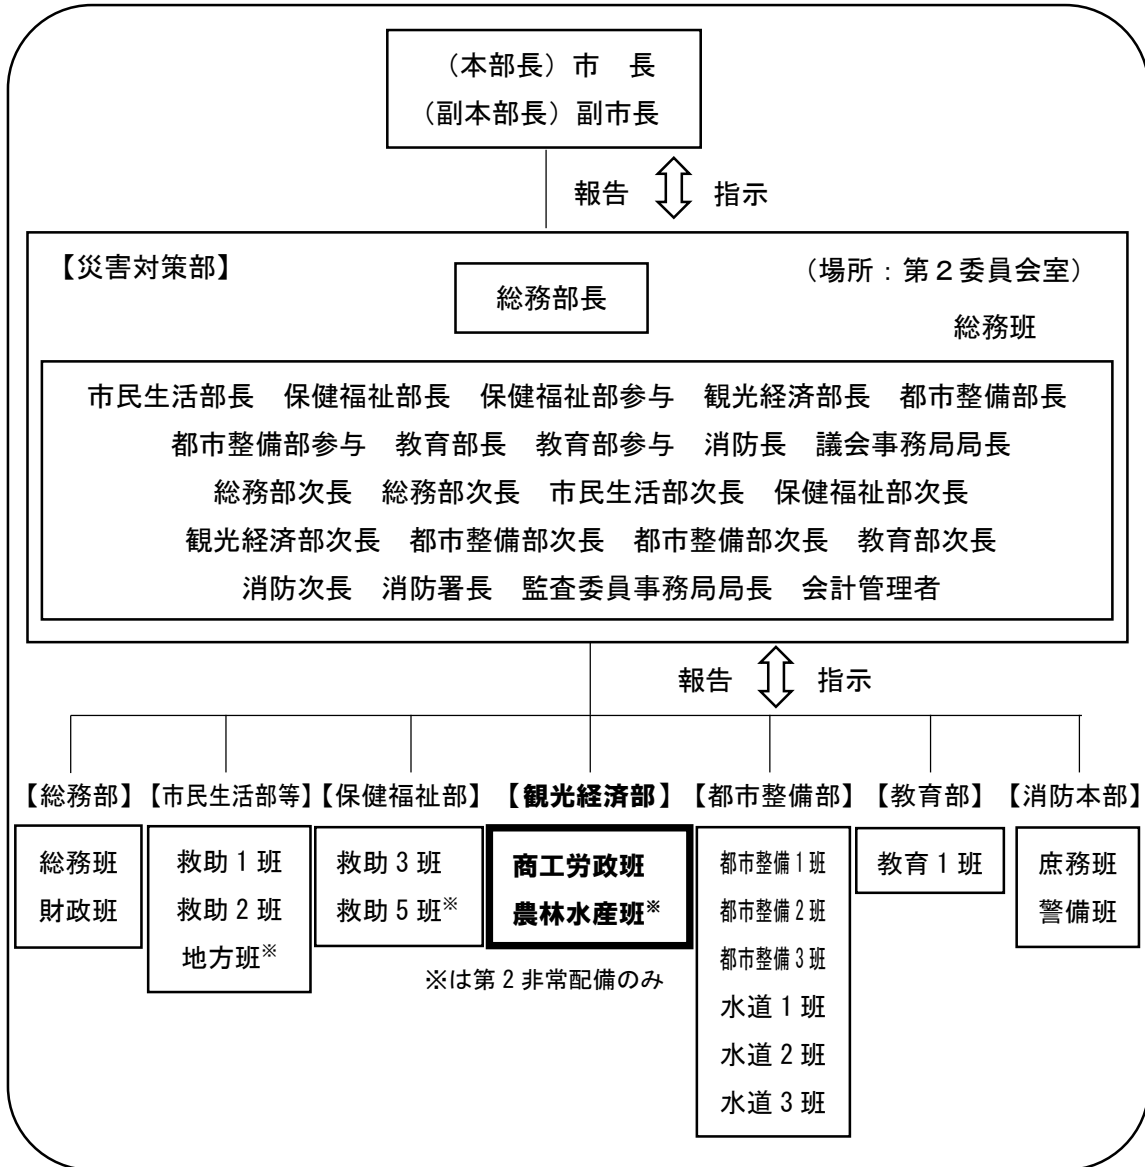 （本部長）市　長
（副本部長）副市長
報告　指示
【災害対策部】　（場所：第２委員会室）
総務部長
総務班
市民生活部長　保健福祉部長　保健福祉部参与　観光経済部長　都市整備部長
都市整備部参与　教育部長　教育部参与　消防長　議会事務局局長
総務部次長　総務部次長　市民生活部次長　保健福祉部次長
観光経済部次長　都市整備部次長　都市整備部次長　教育部次長
消防次長　消防署長　監査委員事務局局長　会計管理者
報告　指示
【総務部】
総務班
財政班
【市民生活部等】
救助１班
救助２班
地方班※
【保健福祉部】
救助３班
救助５班※
【観光経済部】
商工労政班
農林水産班※
※は第２非常配備のみ
【都市整備部】
都市整備１班
都市整備２班
都市整備３班
水道１班
水道２班
水道３班
【教育部】
教育１班
【消防本部】
庶務班
警備班